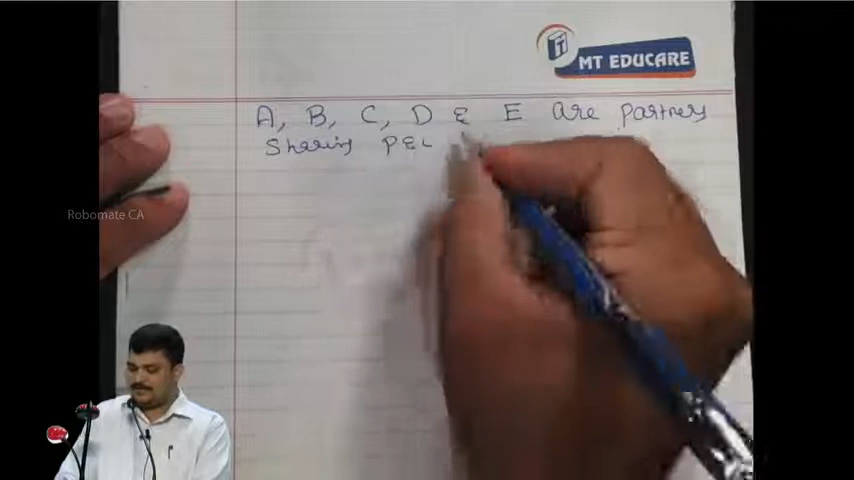 MT EDUCARE
A, B, C, D & E are partners
Sharing P&L
Robomate CA